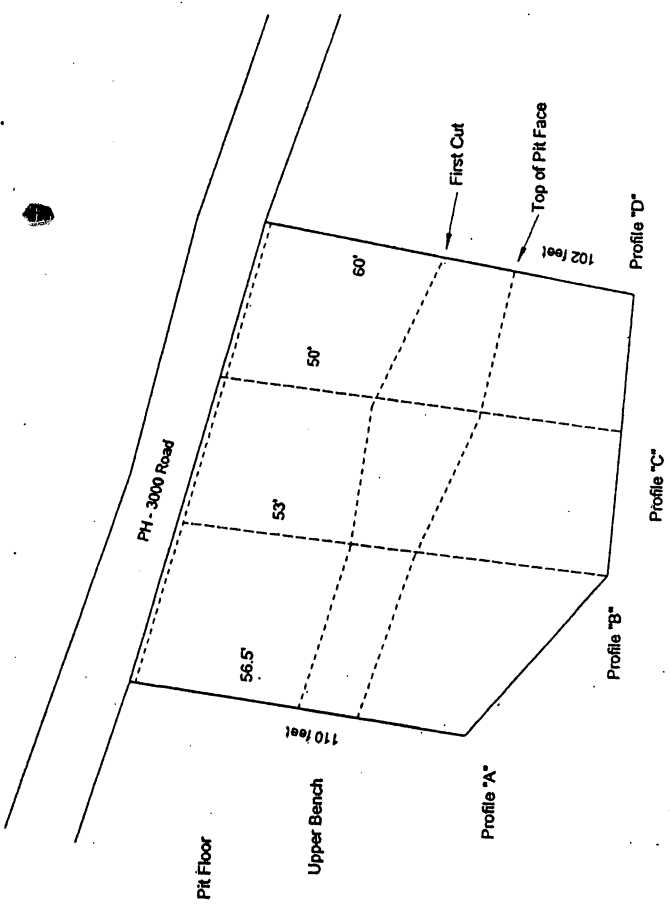 PH - 3000 Road
First Cut
Top of Pit Face
60'
50'
53'
56.5'
102 feet
110 feet
Pit Floor
Upper Bench
Profile "A"
Profile "B"
Profile "C"
Profile "D"